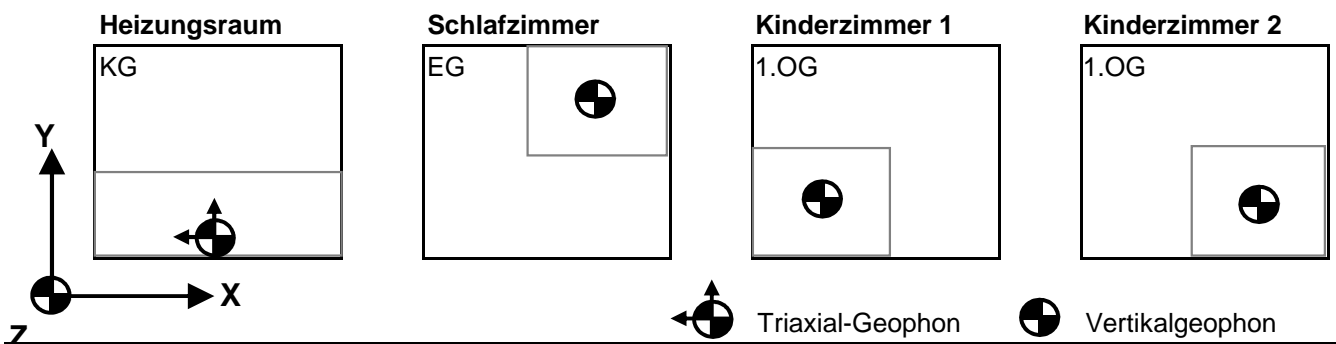 Heizungsraum Schlafzimmer Kinderzimmer 1 Kinderzimmer 2
KG EG 1.OG 1.OG
Y
X
Z
Triaxial-Geophon Vertikalgeophon